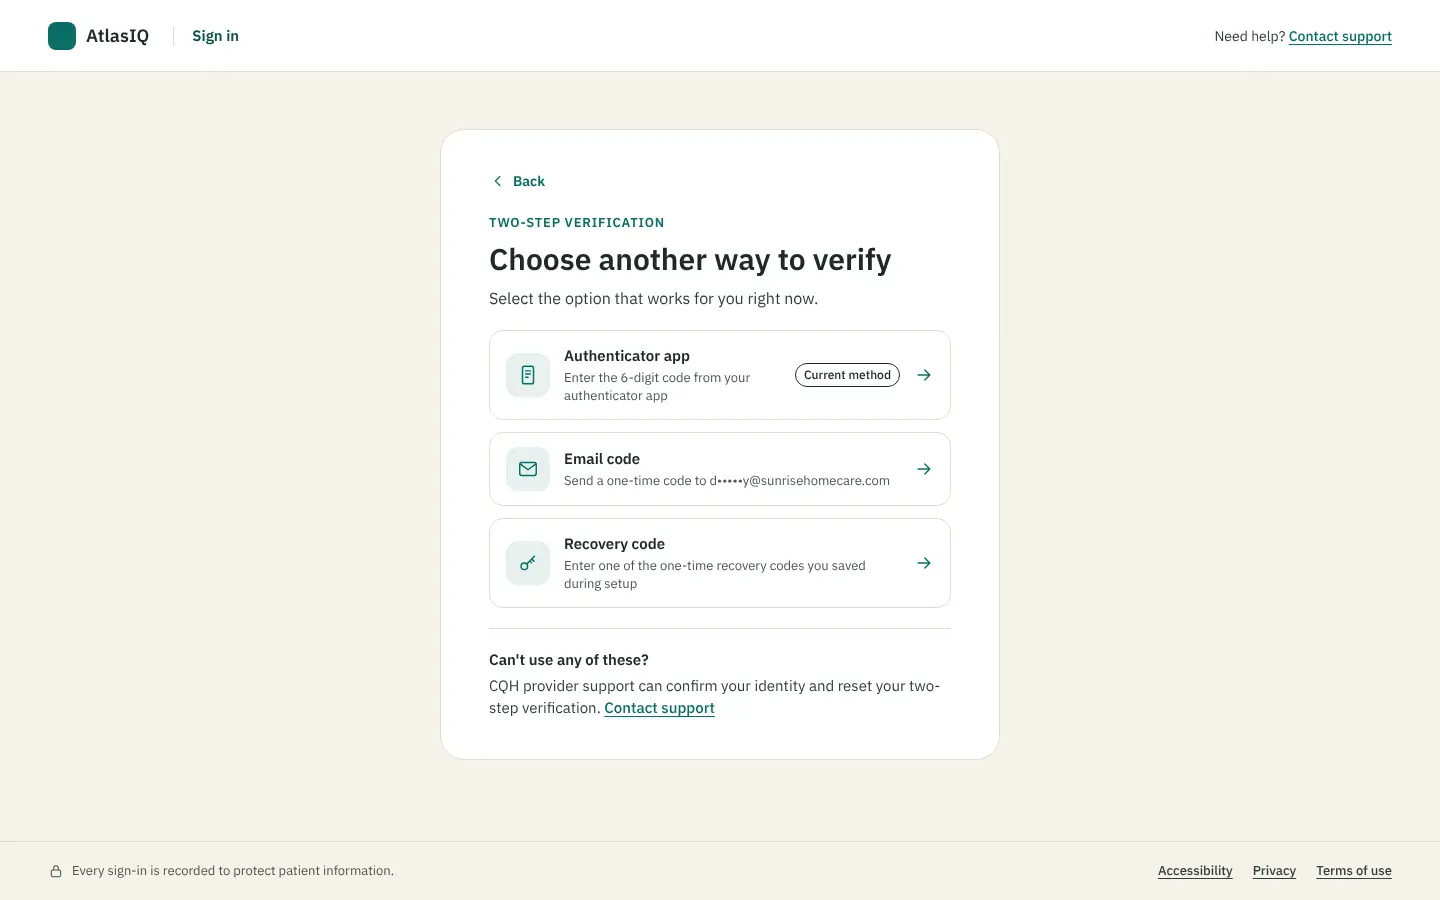 AtlasIQ
Sign in
Need help? Contact support
Back
TWO-STEP VERIFICATION
Choose another way to verify
Select the option that works for you right now.
Authenticator app
Enter the 6-digit code from your
authenticator app
Current method
Email code
Send a one-time code to d•••••y@sunrisehomecare.com
Recovery code
Enter one of the one-time recovery codes you saved
during setup
Can't use any of these?
CQH provider support can confirm your identity and reset your two-
step verification. Contact support
Every sign-in is recorded to protect patient information.
Accessibility
Privacy
Terms of use